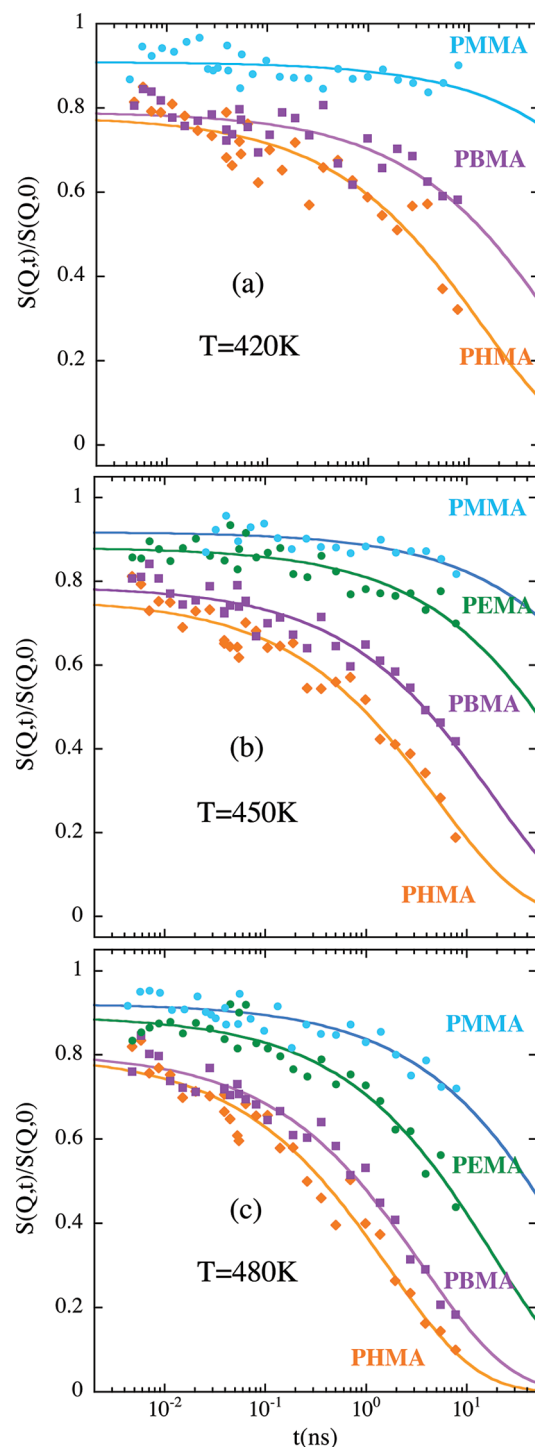 1
PMMA
0.8
PBMA
0.6
S(Q,t)/S(Q,0)
0.4
(a)
0.2
T=420K
PHMA
0
1
PMMA
0.8
PEMA
0.6
PBMA
S(Q,t)/S(Q,0)
0.4
(b)
0.2
T=450K
PHMA
0
1
PMMA
0.8
0.6
PEMA
S(Q,t)/S(Q,0)
0.4
(c)
T=480K
PBMA
0.2
PHMA
0
10⁻² 10⁻¹ 10⁰ 10¹
t(ns)